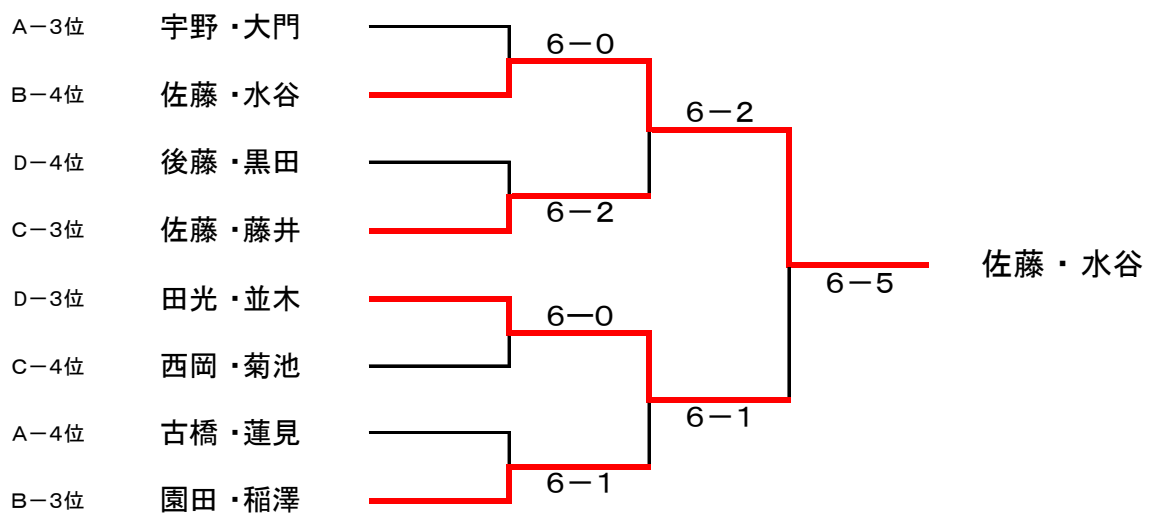 A－3位 宇野・大門
6－0
B－4位 佐藤・水谷
6－2
D－4位 後藤・黒田
6－2
C－3位 佐藤・藤井
佐藤・水谷
6－5
D－3位 田光・並木
6－0
C－4位 西岡・菊池
6－1
A－4位 古橋・蓮見
6－1
B－3位 園田・稲澤